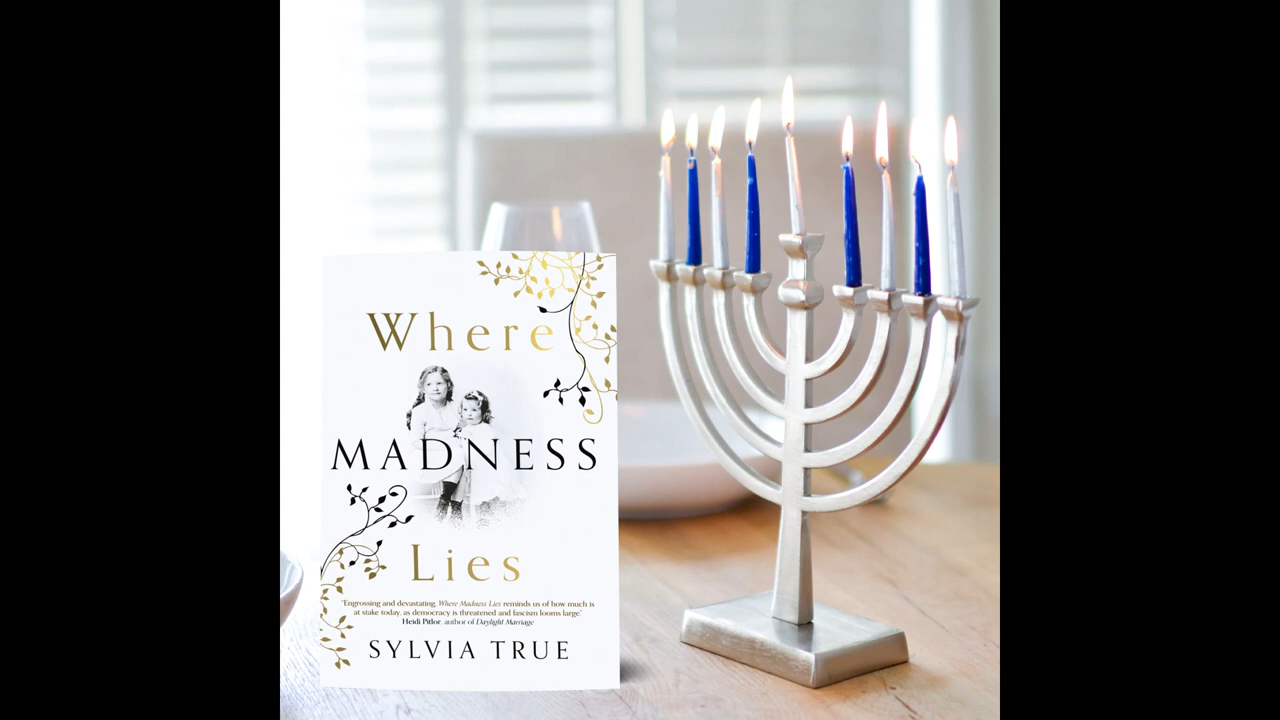 Where
MADNESS
Lies
"Engrossing and devastating, Where Madness Lies reminds us of how much is
at stake today, as democracy is threatened and fascism looms large."
Heidi Pitlor, author of Daylight Marriage
SYLVIA TRUE